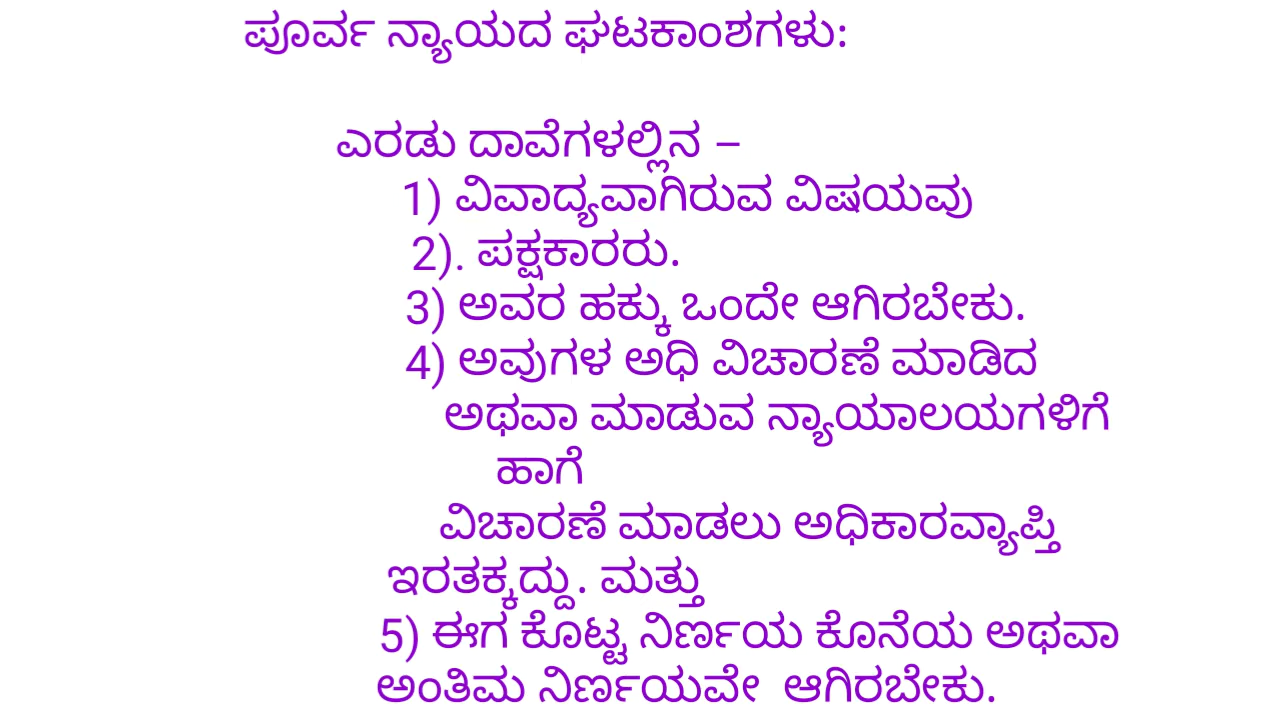 ಪೂರ್ವ ನ್ಯಾಯದ ಘಟಕಾಂಶಗಳು:
ಎರಡು ದಾವೆಗಳಲ್ಲಿನ –
1) ವಿವಾದ್ಯವಾಗಿರುವ ವಿಷಯವು
2). ಪಕ್ಷಕಾರರು.
3) ಅವರ ಹಕ್ಕು ಒಂದೇ ಆಗಿರಬೇಕು.
4) ಅವುಗಳ ಅಧಿ ವಿಚಾರಣೆ ಮಾಡಿದ
ಅಥವಾ ಮಾಡುವ ನ್ಯಾಯಾಲಯಗಳಿಗೆ
ಹಾಗೆ
ವಿಚಾರಣೆ ಮಾಡಲು ಅಧಿಕಾರವ್ಯಾಪ್ತಿ
ಇರತಕ್ಕದ್ದು. ಮತ್ತು
5) ಈಗ ಕೊಟ್ಟ ನಿರ್ಣಯ ಕೊನೆಯ ಅಥವಾ
ಅಂತಿಮ ನಿರ್ಣಯವೇ ಆಗಿರಬೇಕು.